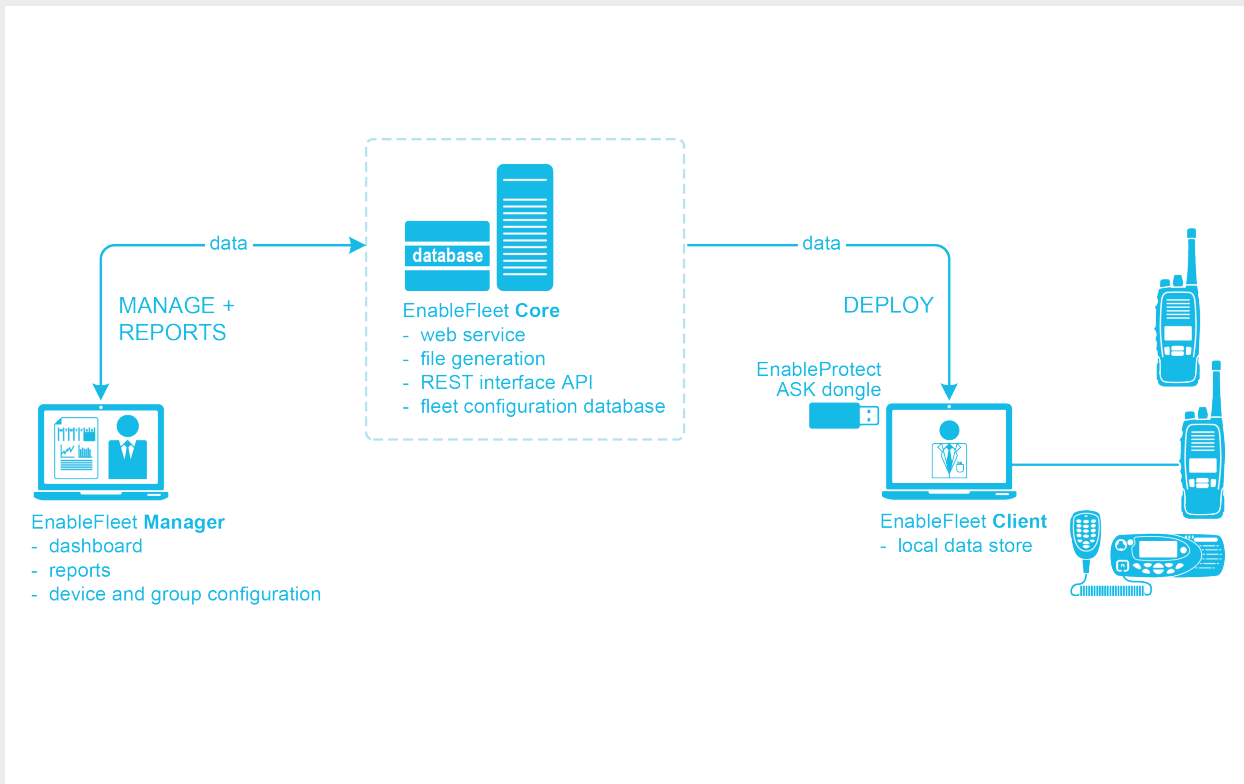 data
MANAGE +
REPORTS
database
EnableFleet Core
- web service
- file generation
- REST interface API
- fleet configuration database
data
DEPLOY
EnableProtect
ASK dongle
EnableFleet Manager
- dashboard
- reports
- device and group configuration
EnableFleet Client
- local data store